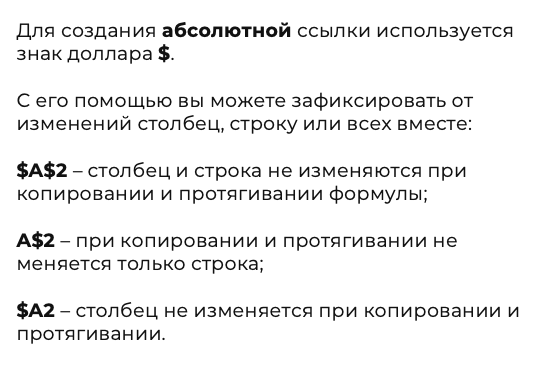 Для создания абсолютной ссылки используется
знак доллара $.
С его помощью вы можете зафиксировать от
изменений столбец, строку или всех вместе:
$A$2 – столбец и строка не изменяются при
копировании и протягивании формулы;
A$2 – при копировании и протягивании не
меняется только строка;
$A2 – столбец не изменяется при копировании и
протягивании.